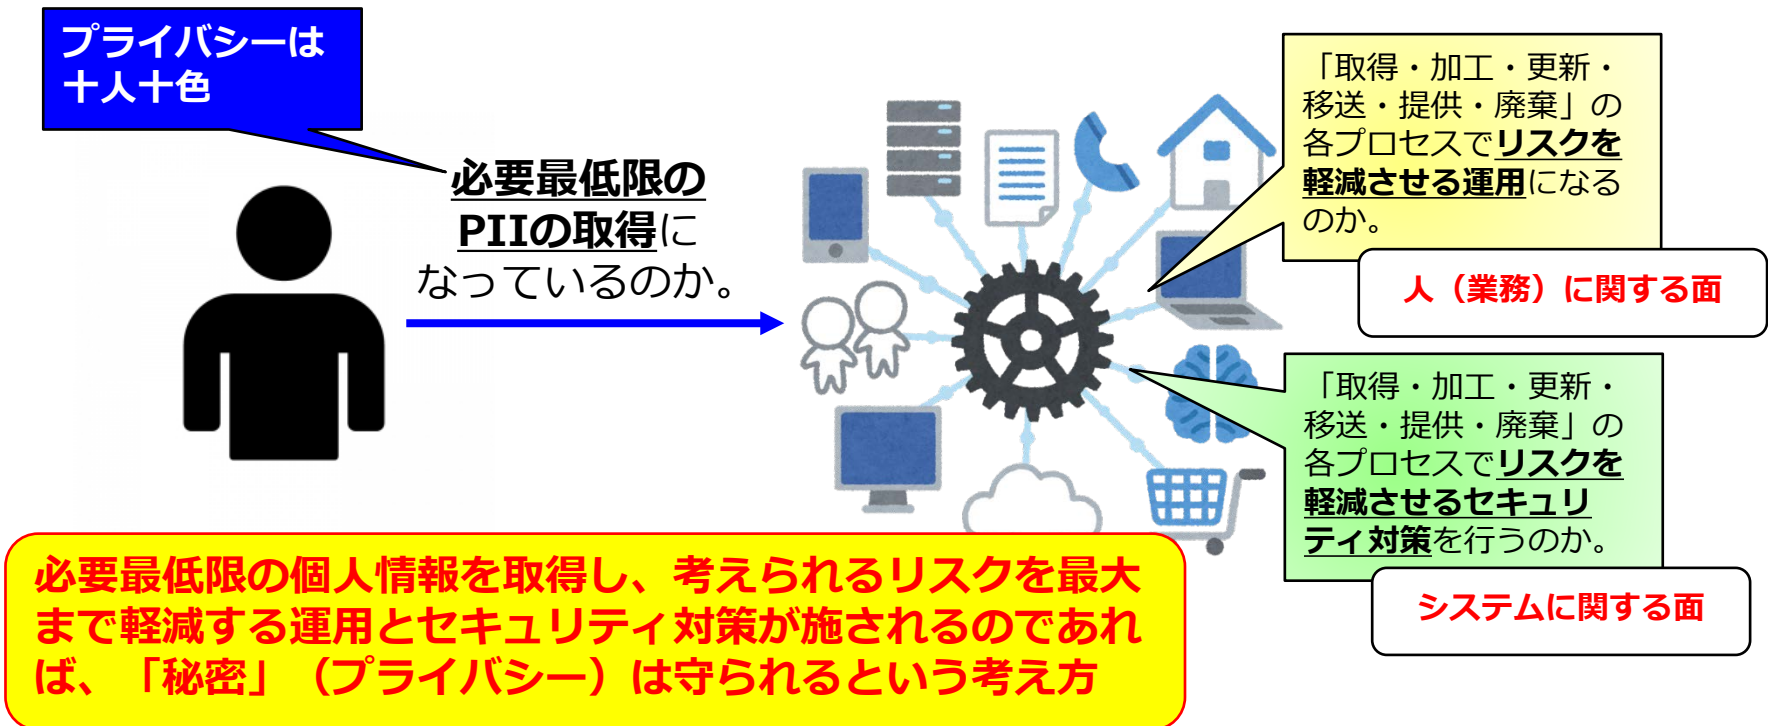 プライバシーは
十人十色
必要最低限の
PIIの取得に
なっているのか。
「取得・加工・更新・
移送・提供・廃棄」の
各プロセスでリスクを
軽減させる運用になる
のか。
人（業務）に関する面
「取得・加工・更新・
移送・提供・廃棄」の
各プロセスでリスクを
軽減させるセキュリ
ティ対策を行うのか。
システムに関する面
必要最低限の個人情報を取得し、考えられるリスクを最大
まで軽減する運用とセキュリティ対策が施されるのであれ
ば、「秘密」（プライバシー）は守られるという考え方